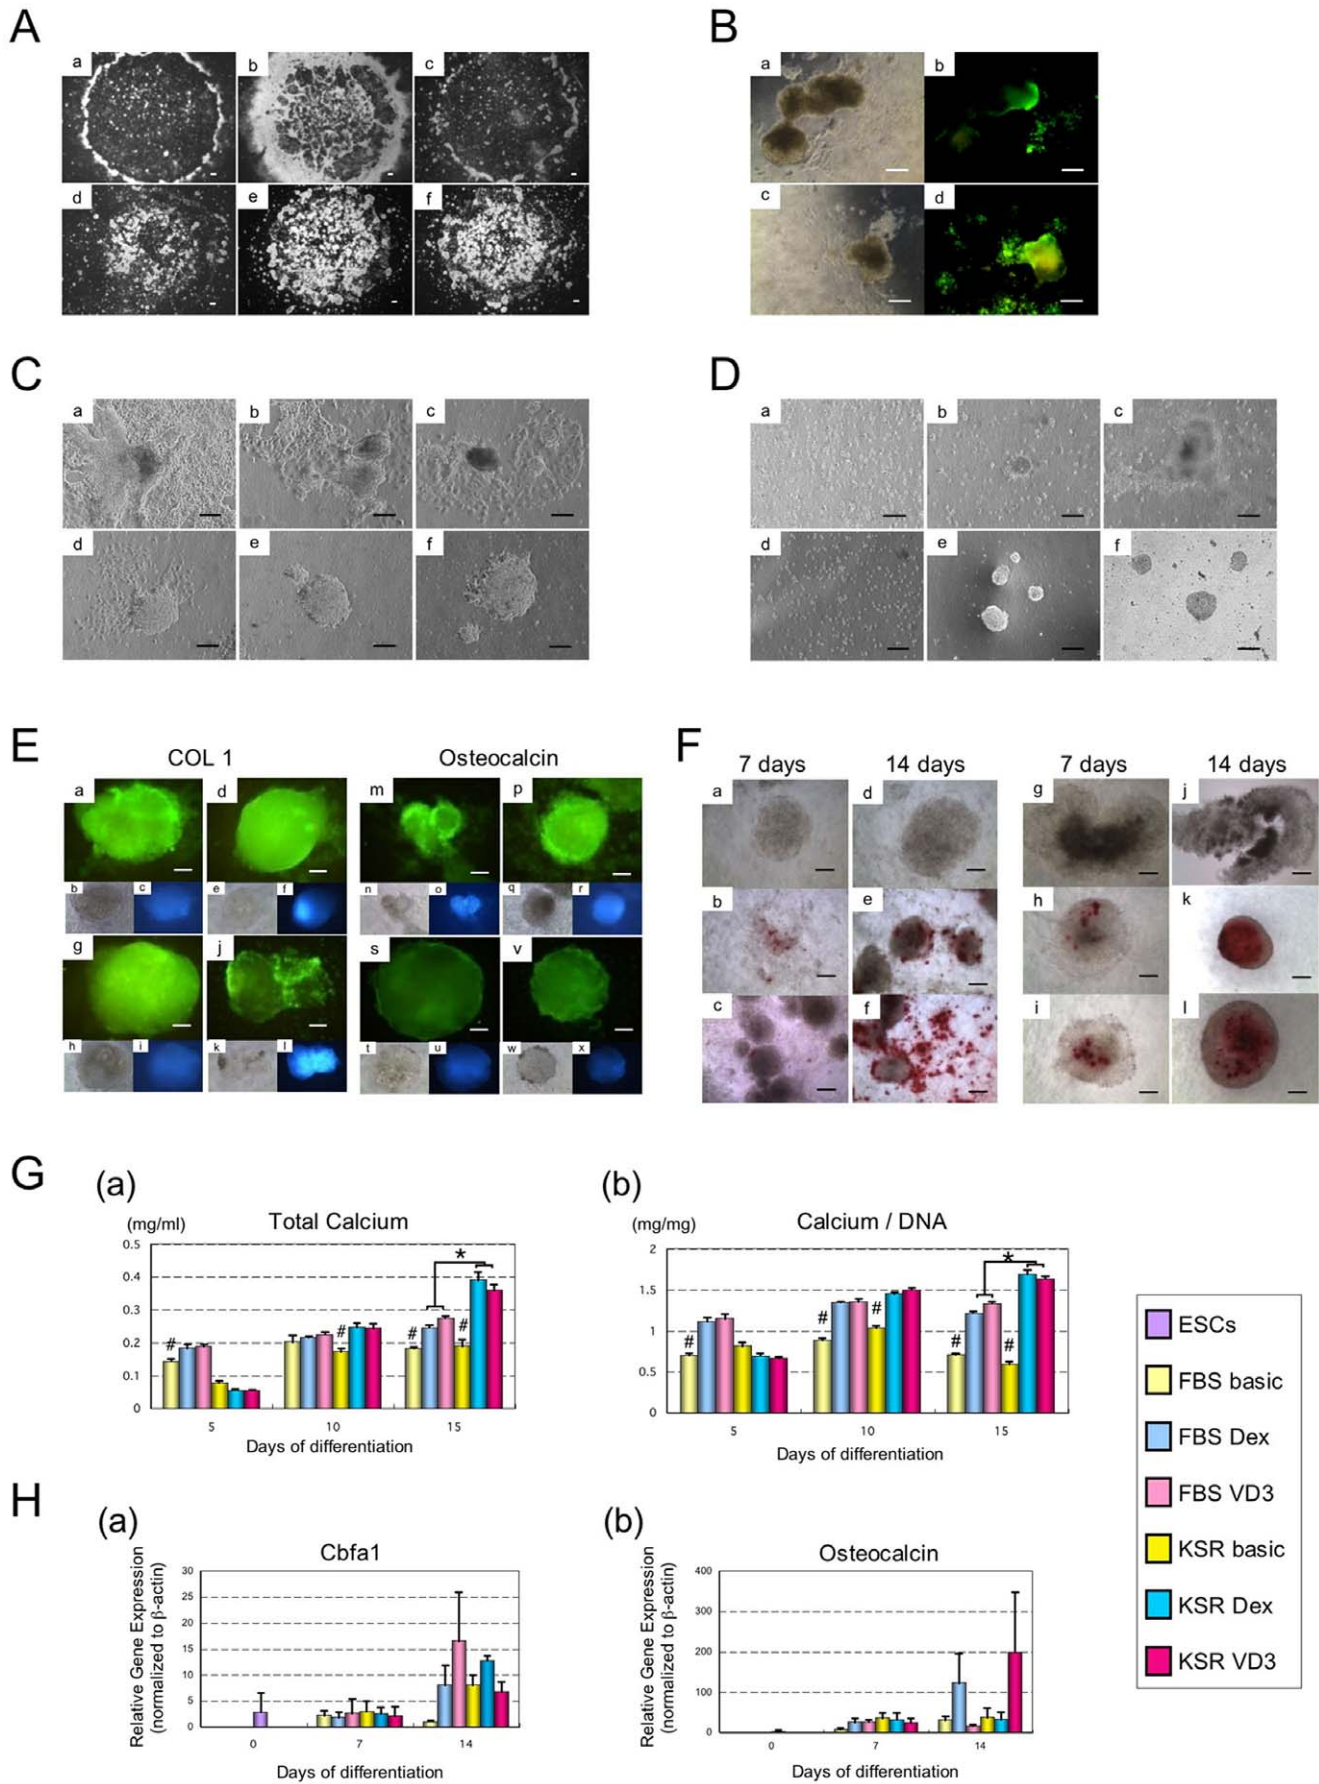 A
B
a
b
c
a
b
d
e
f
c
d
C
D
a
b
c
a
b
c
d
e
f
d
e
f
E
F
COL 1
Osteocalcin
7 days
14 days
7 days
14 days
a
d
m
p
a
d
g
j
b
c
e
f
n
o
q
r
b
e
h
k
g
j
s
v
c
f
i
l
h
i
k
l
t
u
w
x
G
(a)
(b)
(mg/ml)
Total Calcium
(mg/mg)
Calcium / DNA
0.5
0.4
0.3
0.2
0.1
0
#
#
#
#
*
5
10
15
Days of differentiation
2
1.5
1
0.5
0
#
#
#
#
#
*
5
10
15
Days of differentiation
ESCs
FBS basic
FBS Dex
FBS VD3
KSR basic
KSR Dex
KSR VD3
H
(a)
(b)
Cbfa1
Osteocalcin
Relative Gene Expression
(normalized to β-actin)
30
25
20
15
10
5
0
0
7
14
Days of differentiation
Relative Gene Expression
(normalized to β-actin)
400
300
200
100
0
0
7
14
Days of differentiation